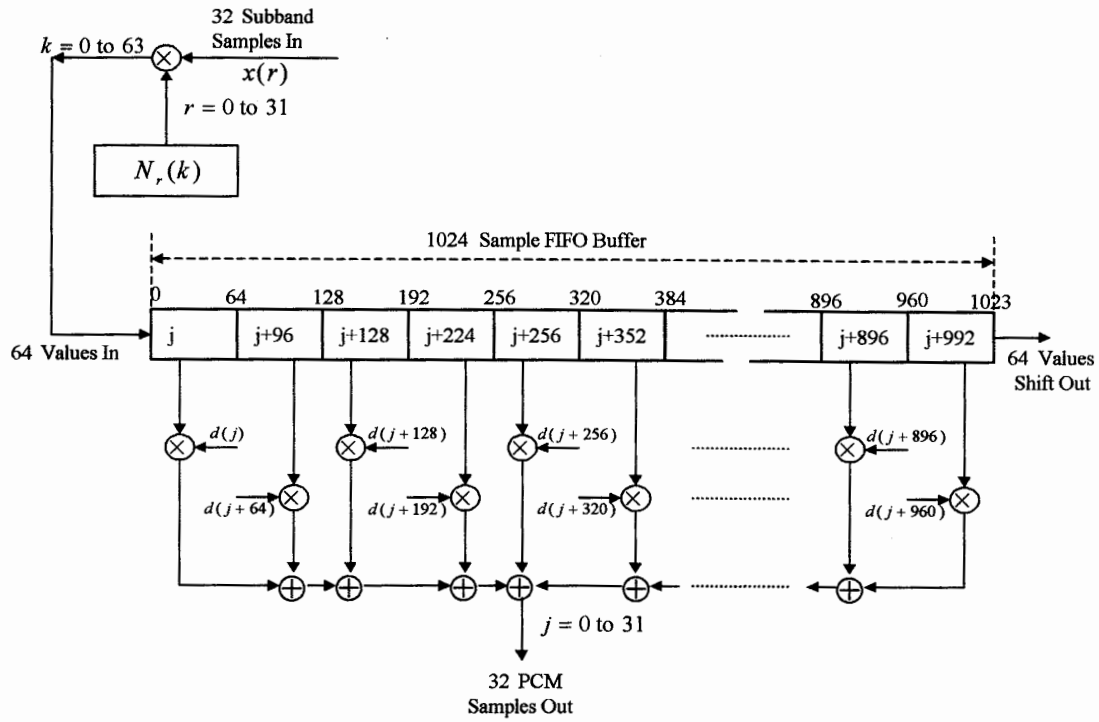 32 Subband
Samples In
k = 0 to 63
x(r)
r = 0 to 31
N_r(k)
1024 Sample FIFO Buffer
0 64 128 192 256 320 384 896 960 1023
j j+96 j+128 j+224 j+256 j+352 j+896 j+992
64 Values In
64 Values
Shift Out
d(j) d(j+128) d(j+256) d(j+896)
d(j+64) d(j+192) d(j+320) d(j+960)
j = 0 to 31
32 PCM
Samples Out